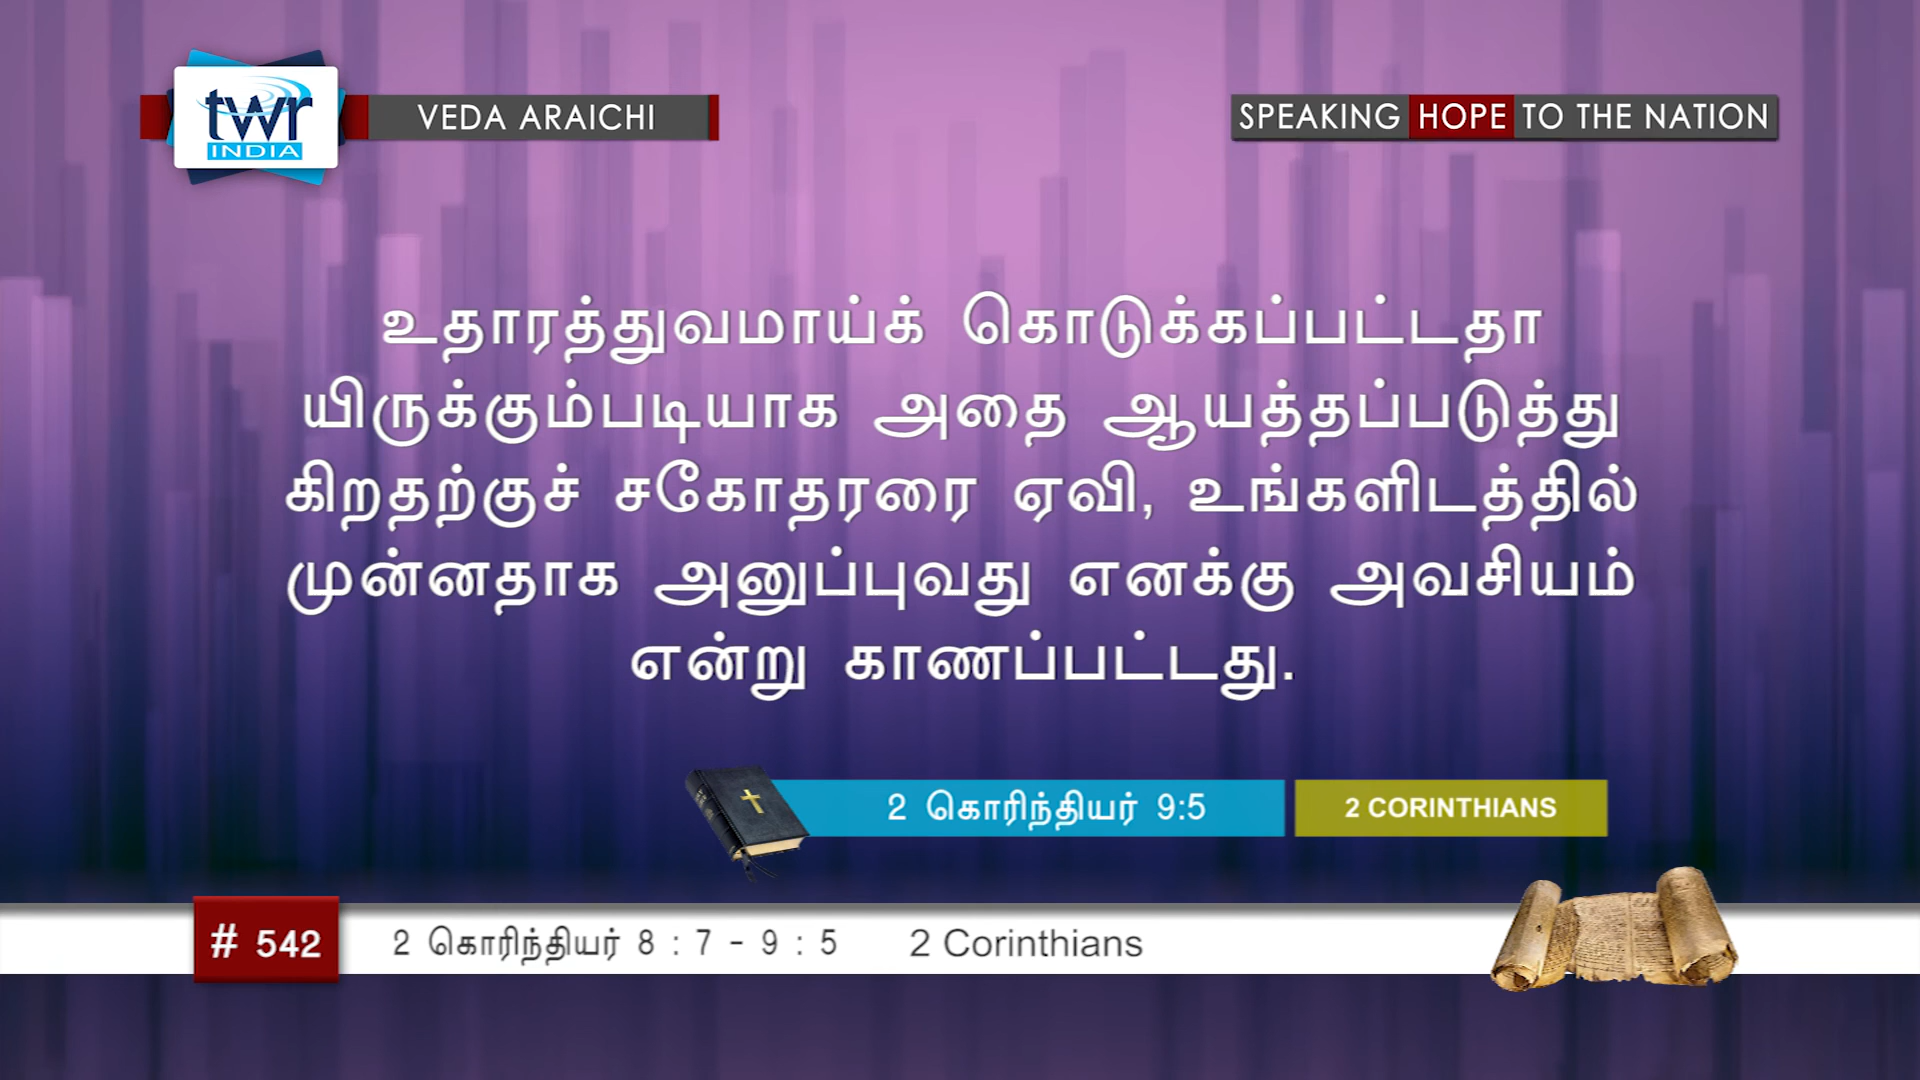 twr
INDIA
VEDA ARAICHI
SPEAKING HOPE TO THE NATION
உதாரத்துவமாய்க் கொடுக்கப்பட்டதா
யிருக்கும்படியாக அதை ஆயத்தப்படுத்து
கிறதற்குச் சகோதரரை ஏவி, உங்களிடத்தில்
முன்னதாக அனுப்புவது எனக்கு அவசியம்
என்று காணப்பட்டது.
2 கொரிந்தியர் 9:5
2 CORINTHIANS
# 542
2 கொரிந்தியர் 8 : 7 - 9 : 5
2 Corinthians